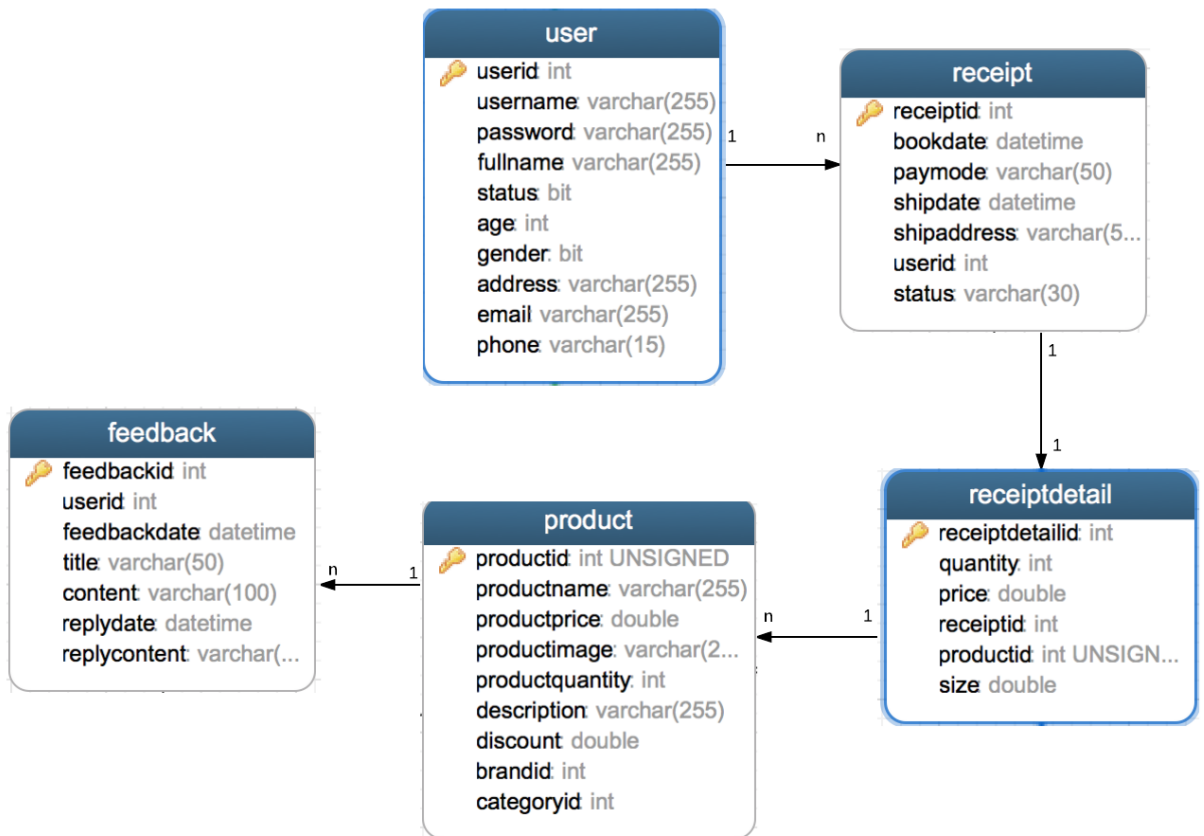 user
userid: int
username: varchar(255)
password: varchar(255)
fullname: varchar(255)
status: bit
age: int
gender: bit
address: varchar(255)
email: varchar(255)
phone: varchar(15)
1
n
receipt
receiptid: int
bookdate: datetime
paymode: varchar(50)
shipdate: datetime
shipaddress: varchar(5...
userid: int
status: varchar(30)
1
1
feedback
feedbackid: int
userid: int
feedbackdate: datetime
title: varchar(50)
content: varchar(100)
replydate: datetime
replycontent: varchar(...
n
1
product
productid: int UNSIGNED
productname: varchar(255)
productprice: double
productimage: varchar(2...
productquantity: int
description: varchar(255)
discount: double
brandid: int
categoryid: int
n
1
receiptdetail
receiptdetailid: int
quantity: int
price: double
receiptid: int
productid: int UNSIGN...
size: double